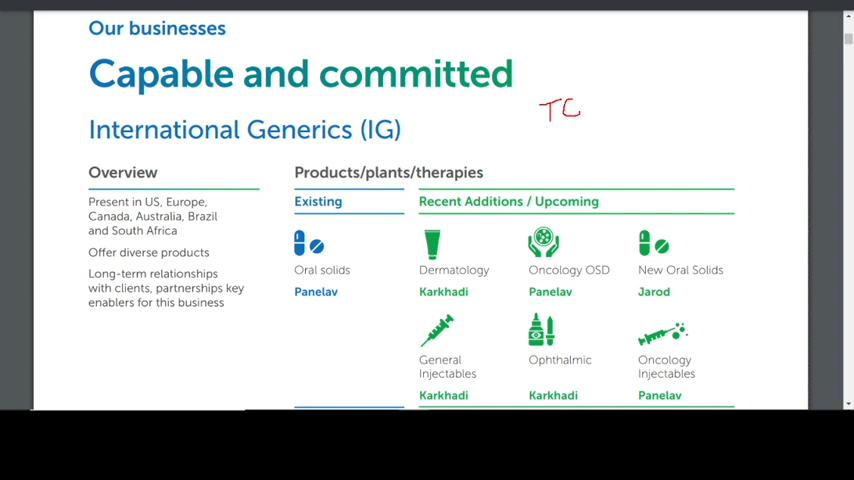 Our businesses
Capable and committed
TC
International Generics (IG)
Overview
Present in US, Europe,
Canada, Australia, Brazil
and South Africa
Offer diverse products
Long-term relationships
with clients, partnerships key
enablers for this business
Products/plants/therapies
Existing
Oral solids
Panelav
Recent Additions / Upcoming
Dermatology
Karkhadi
Oncology OSD
Panelav
New Oral Solids
Jarod
General
Injectables
Karkhadi
Ophthalmic
Karkhadi
Oncology
Injectables
Panelav